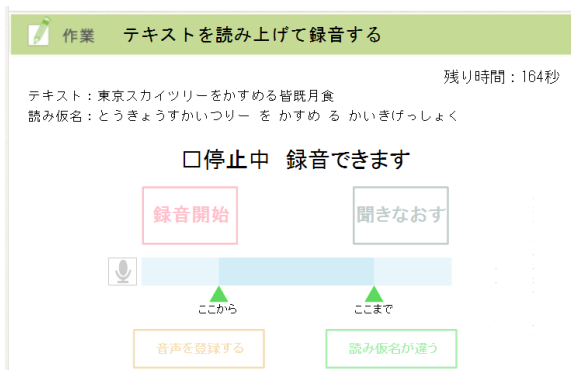 作業 テキストを読み上げて録音する
残り時間：164秒
テキスト：東京スカイツリーをかすめる皆既月食
読み仮名：とうきょうすかいつりー を かすめ る かいきげっしょく
□停止中 録音できます
録音開始 聞きなおす
ここから ここまで
音声を登録する 読み仮名が違う